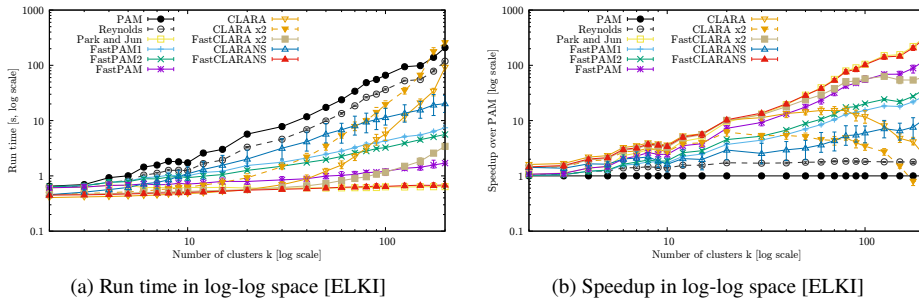 1000
100
10
1
0.1
Run time [s, log scale]
PAM
Reynolds
Park and Jun
FastPAM1
FastPAM2
FastPAM
CLARA
CLARA x2
FastCLARA x2
CLARANS
FastCLARANS
10
100
Number of clusters k [log scale]
(a) Run time in log-log space [ELKI]
1000
100
10
1
0.1
Speedup over PAM [log scale]
PAM
Reynolds
Park and Jun
FastPAM1
FastPAM2
FastPAM
CLARA
CLARA x2
FastCLARA x2
CLARANS
FastCLARANS
10
100
Number of clusters k [log scale]
(b) Speedup in log-log space [ELKI]